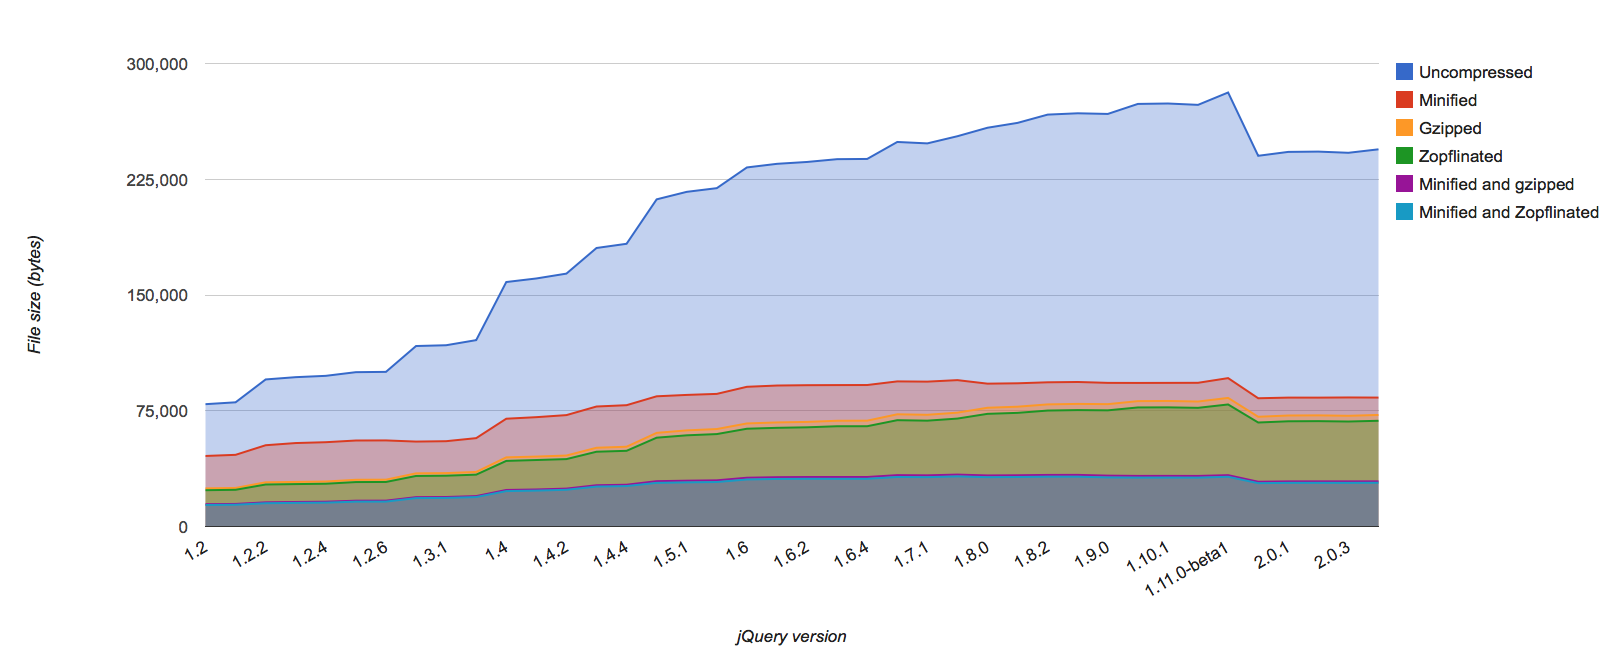 300,000
225,000
150,000
75,000
0
File size (bytes)
1.2
1.2.2
1.2.4
1.2.6
1.3.1
1.4
1.4.2
1.4.4
1.5.1
1.6
1.6.2
1.6.4
1.7.1
1.8.0
1.8.2
1.9.0
1.10.1
1.11.0-beta1
2.0.1
2.0.3
jQuery version
Uncompressed
Minified
Gzipped
Zopflinated
Minified and gzipped
Minified and Zopflinated